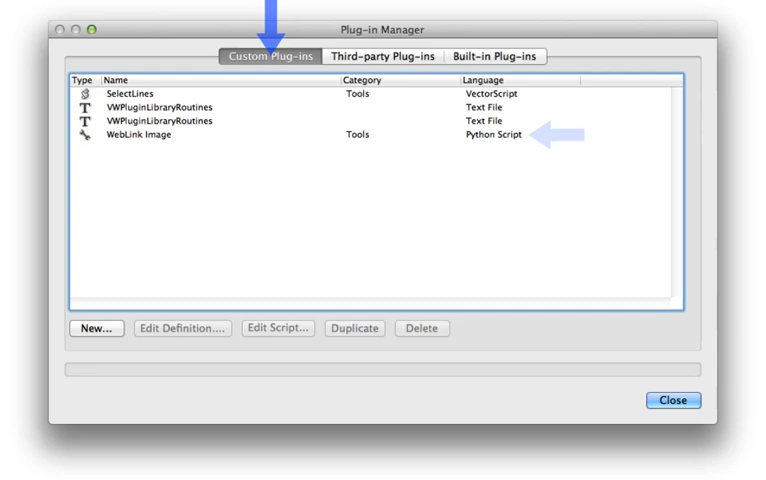 Plug-in Manager
Custom Plug-ins Third-party Plug-ins Built-in Plug-ins
Type Name Category Language
SelectLines Tools VectorScript
T VWPluginLibraryRoutines Text File
T VWPluginLibraryRoutines Text File
WebLink Image Tools Python Script
New... Edit Definition.... Edit Script... Duplicate Delete
Close